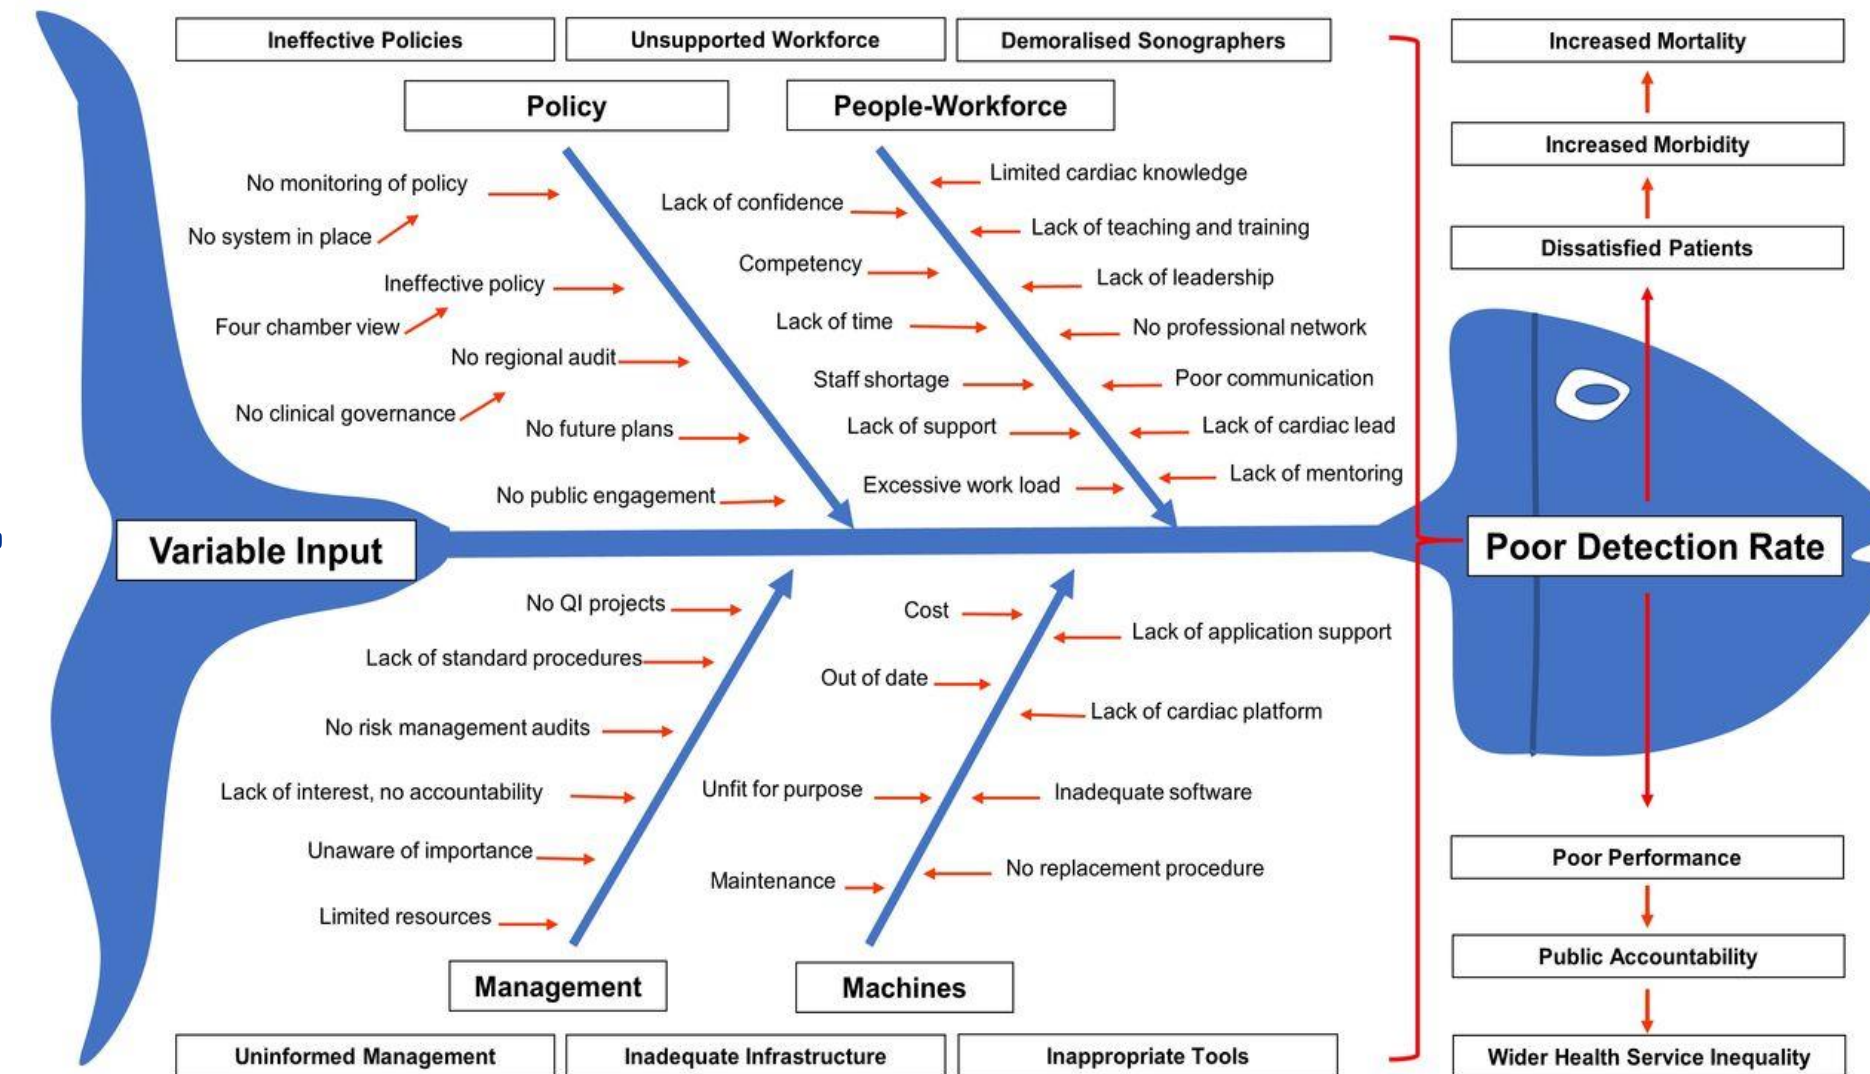 Ineffective Policies
Unsupported Workforce
Demoralised Sonographers
Policy
People-Workforce
No monitoring of policy
No system in place
Ineffective policy
Four chamber view
No regional audit
No clinical governance
No future plans
No public engagement
Lack of confidence
Competency
Lack of time
Staff shortage
Lack of support
Excessive work load
Limited cardiac knowledge
Lack of teaching and training
Lack of leadership
No professional network
Poor communication
Lack of cardiac lead
Lack of mentoring
Variable Input
No QI projects
Lack of standard procedures
No risk management audits
Lack of interest, no accountability
Unaware of importance
Limited resources
Cost
Out of date
Unfit for purpose
Maintenance
Lack of application support
Lack of cardiac platform
Inadequate software
No replacement procedure
Management
Machines
Uninformed Management
Inadequate Infrastructure
Inappropriate Tools
Increased Mortality
Increased Morbidity
Dissatisfied Patients
Poor Detection Rate
Poor Performance
Public Accountability
Wider Health Service Inequality